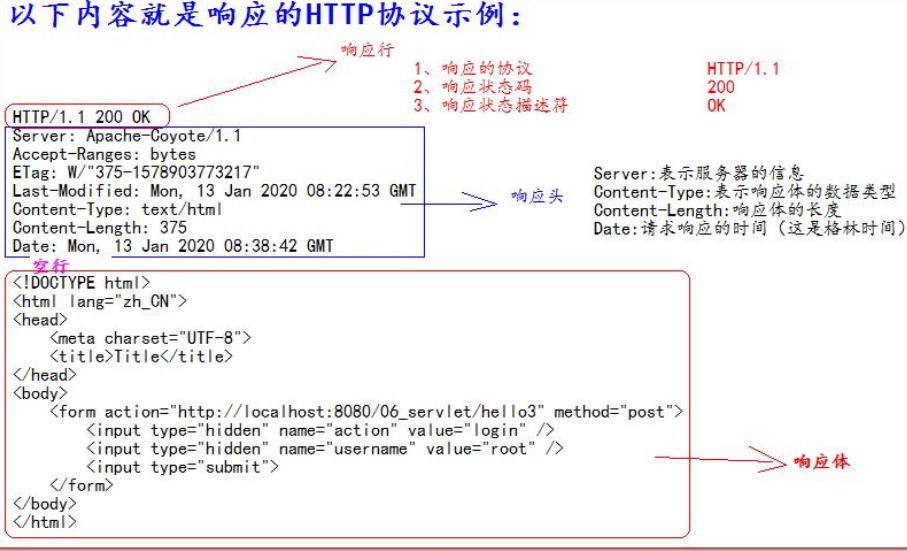 以下内容就是响应的HTTP协议示例：
响应行
1、响应的协议 HTTP/1.1
2、响应状态码 200
3、响应状态描述符 OK
HTTP/1.1 200 OK
Server: Apache-Coyote/1.1
Accept-Ranges: bytes
ETag: W/"375-1578903773217"
Last-Modified: Mon, 13 Jan 2020 08:22:53 GMT
Content-Type: text/html
Content-Length: 375
Date: Mon, 13 Jan 2020 08:38:42 GMT
响应头
Server:表示服务器的信息
Content-Type:表示响应体的数据类型
Content-Length:响应体的长度
Date:请求响应的时间（这是格林时间）
空行
<!DOCTYPE html>
<html lang="zh_CN">
<head>
    <meta charset="UTF-8">
    <title>Title</title>
</head>
<body>
    <form action="http://localhost:8080/06_servlet/hello3" method="post">
        <input type="hidden" name="action" value="login" />
        <input type="hidden" name="username" value="root" />
        <input type="submit">
    </form>
</body>
</html>
响应体